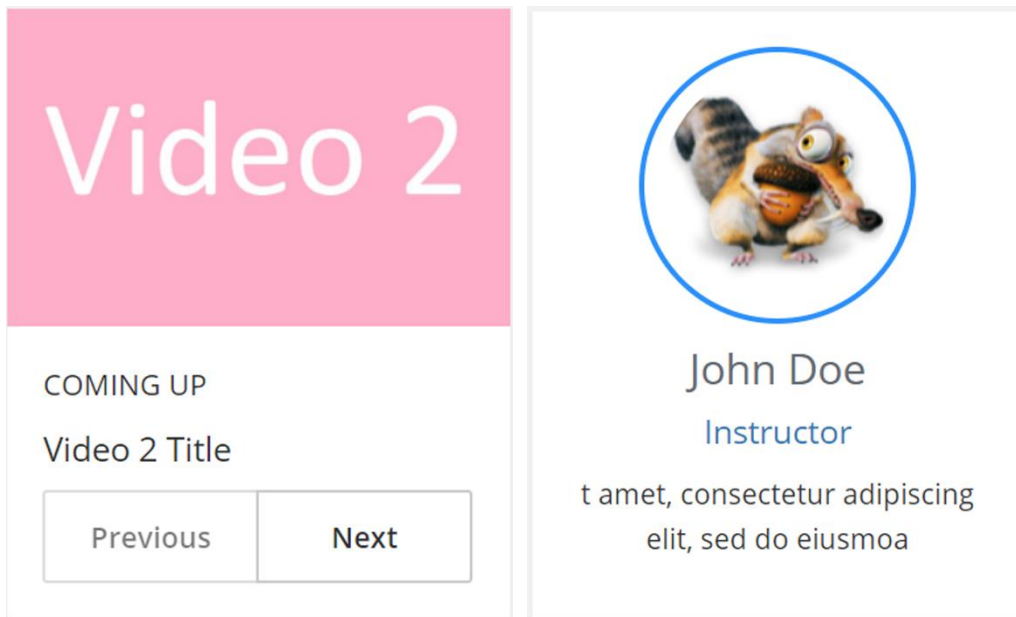 Video 2
COMING UP
Video 2 Title
Previous
Next
John Doe
Instructor
t amet, consectetur adipiscing
elit, sed do eiusmoa